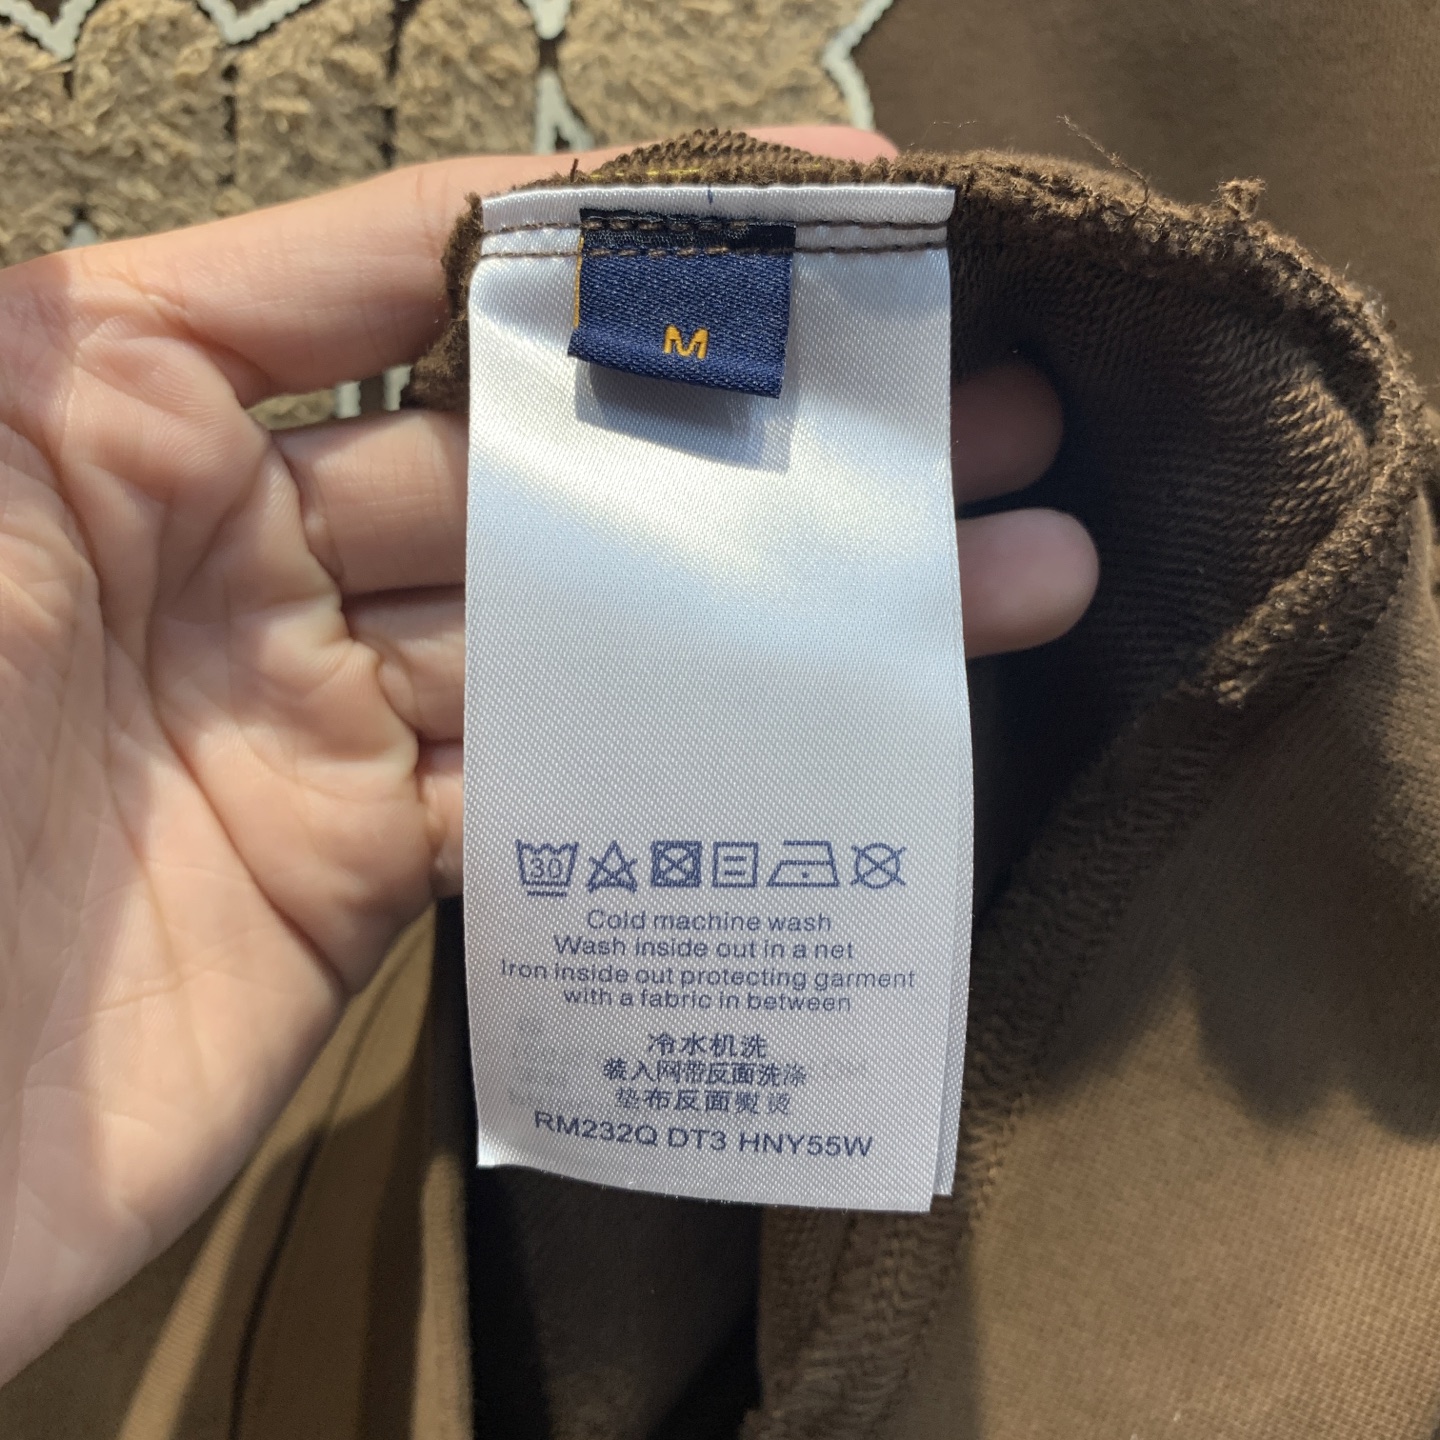 M
30
Cold machine wash
Wash inside out in a net
Iron inside out protecting garment
with a fabric in between
冷水机洗
装入网带反面洗涤
垫布反面熨烫
RM232Q DT3 HNY55W